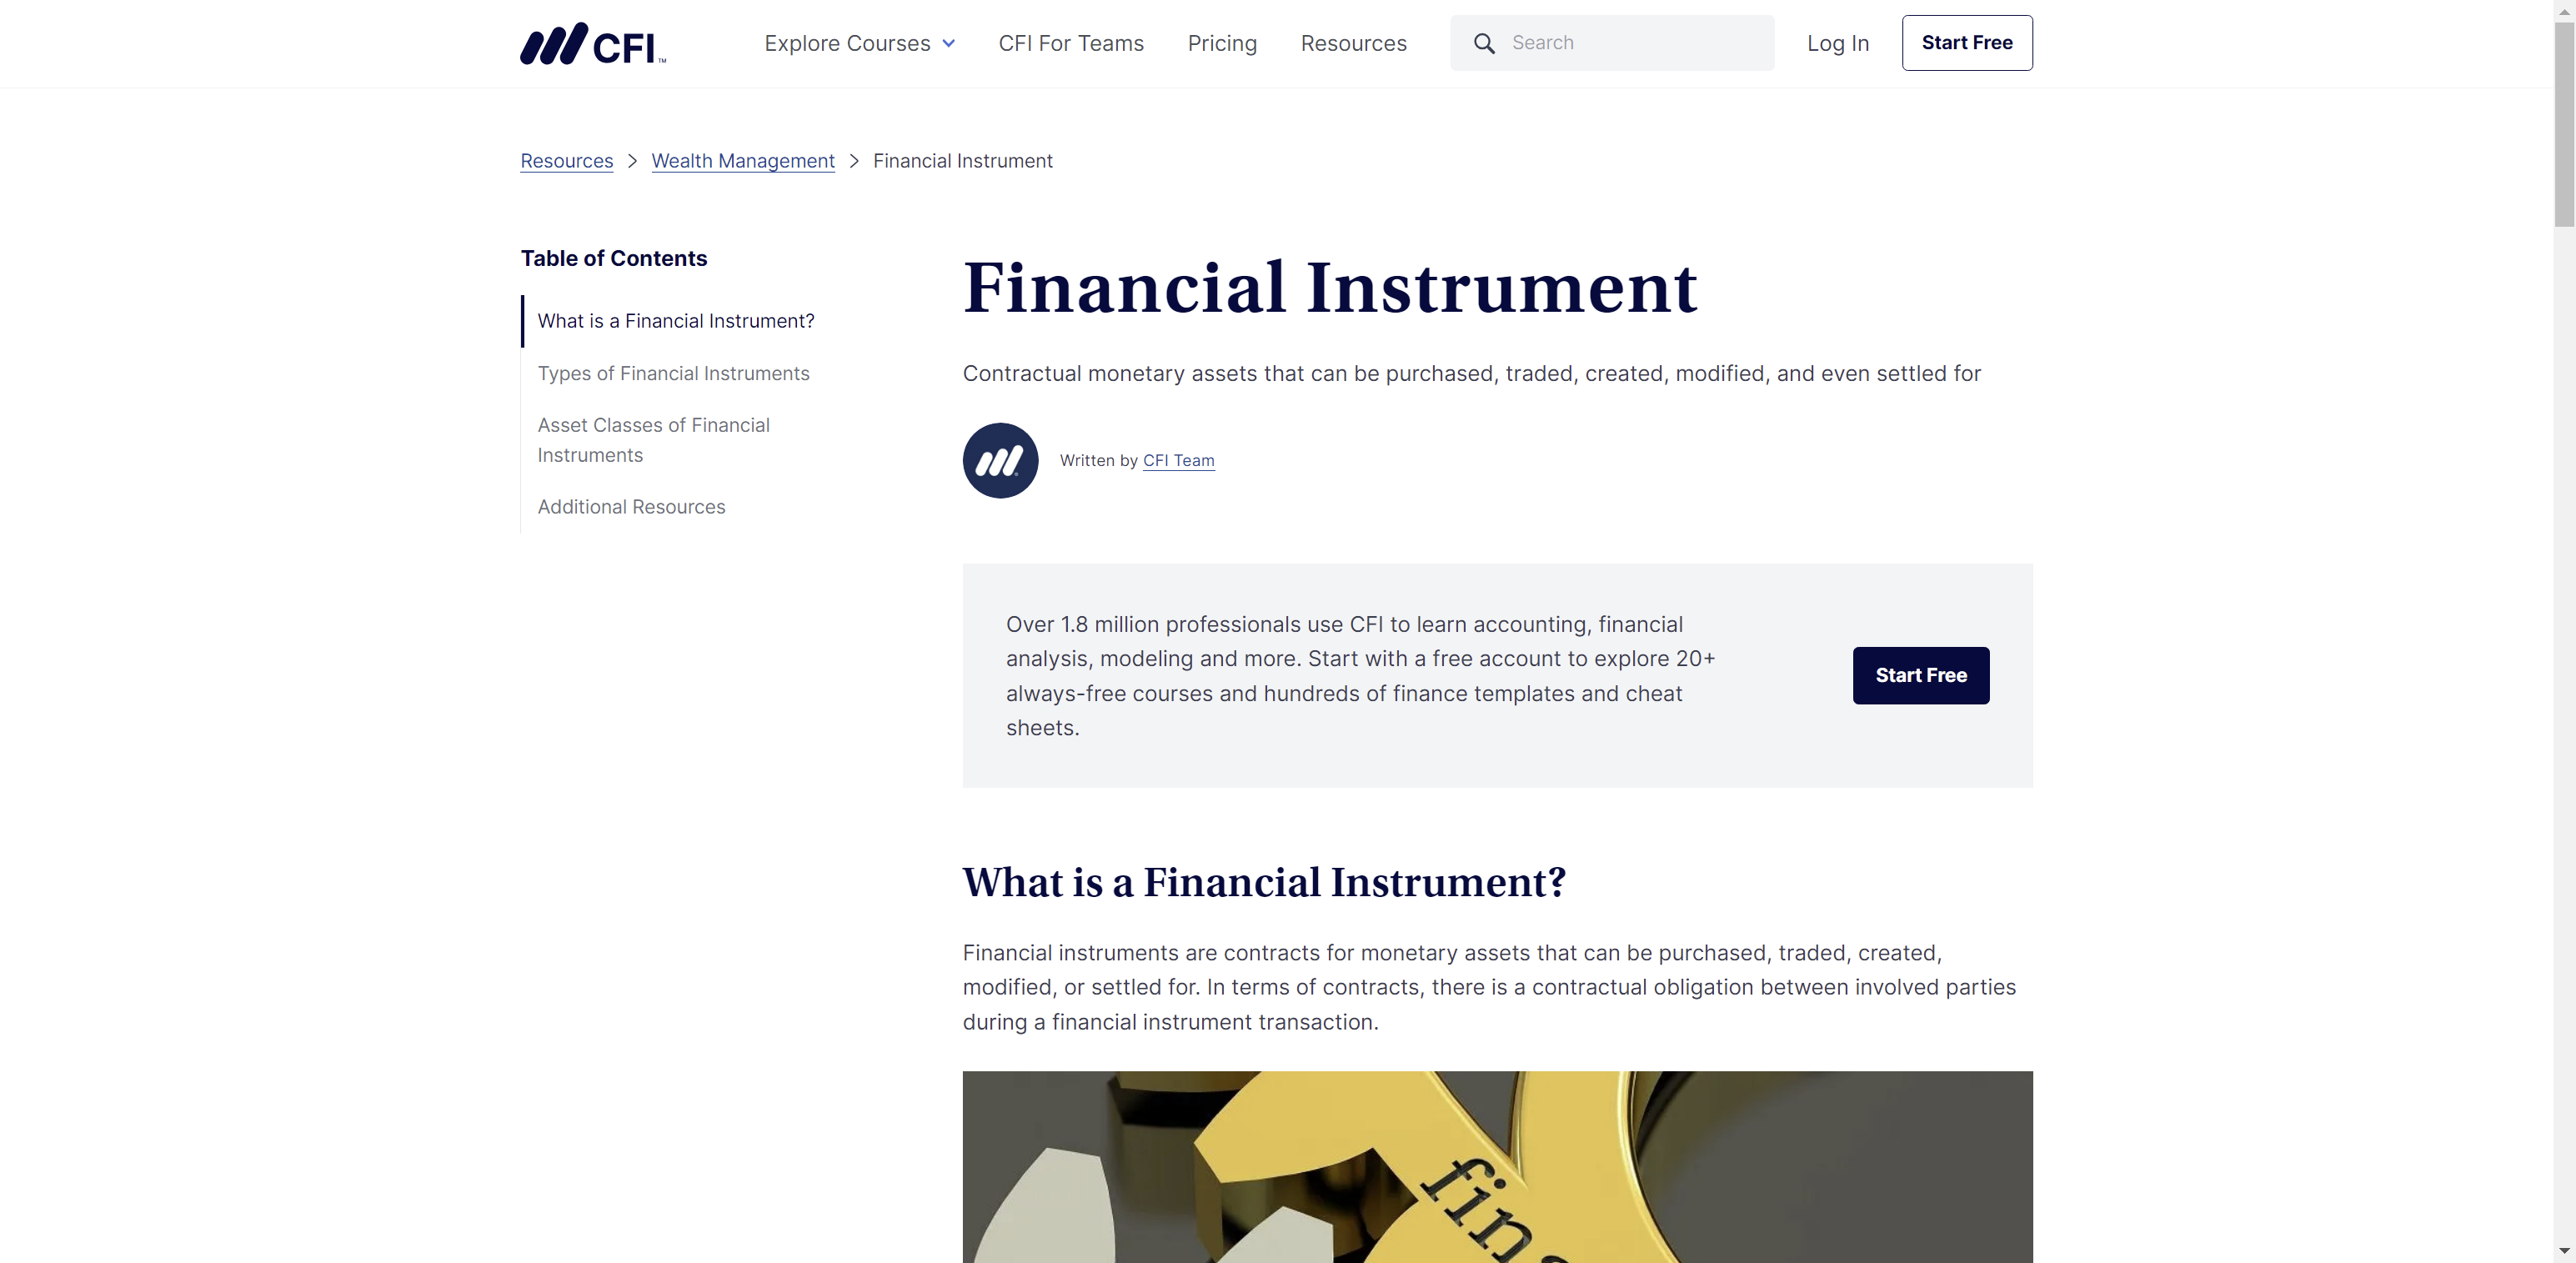 CFI™
Explore Courses
CFI For Teams
Pricing
Resources
Search
Log In
Start Free
Resources > Wealth Management > Financial Instrument
Table of Contents
What is a Financial Instrument?
Types of Financial Instruments
Asset Classes of Financial
Instruments
Additional Resources
Financial Instrument
Contractual monetary assets that can be purchased, traded, created, modified, and even settled for
Written by CFI Team
Over 1.8 million professionals use CFI to learn accounting, financial
analysis, modeling and more. Start with a free account to explore 20+
always-free courses and hundreds of finance templates and cheat
sheets.
Start Free
What is a Financial Instrument?
Financial instruments are contracts for monetary assets that can be purchased, traded, created,
modified, or settled for. In terms of contracts, there is a contractual obligation between involved parties
during a financial instrument transaction.